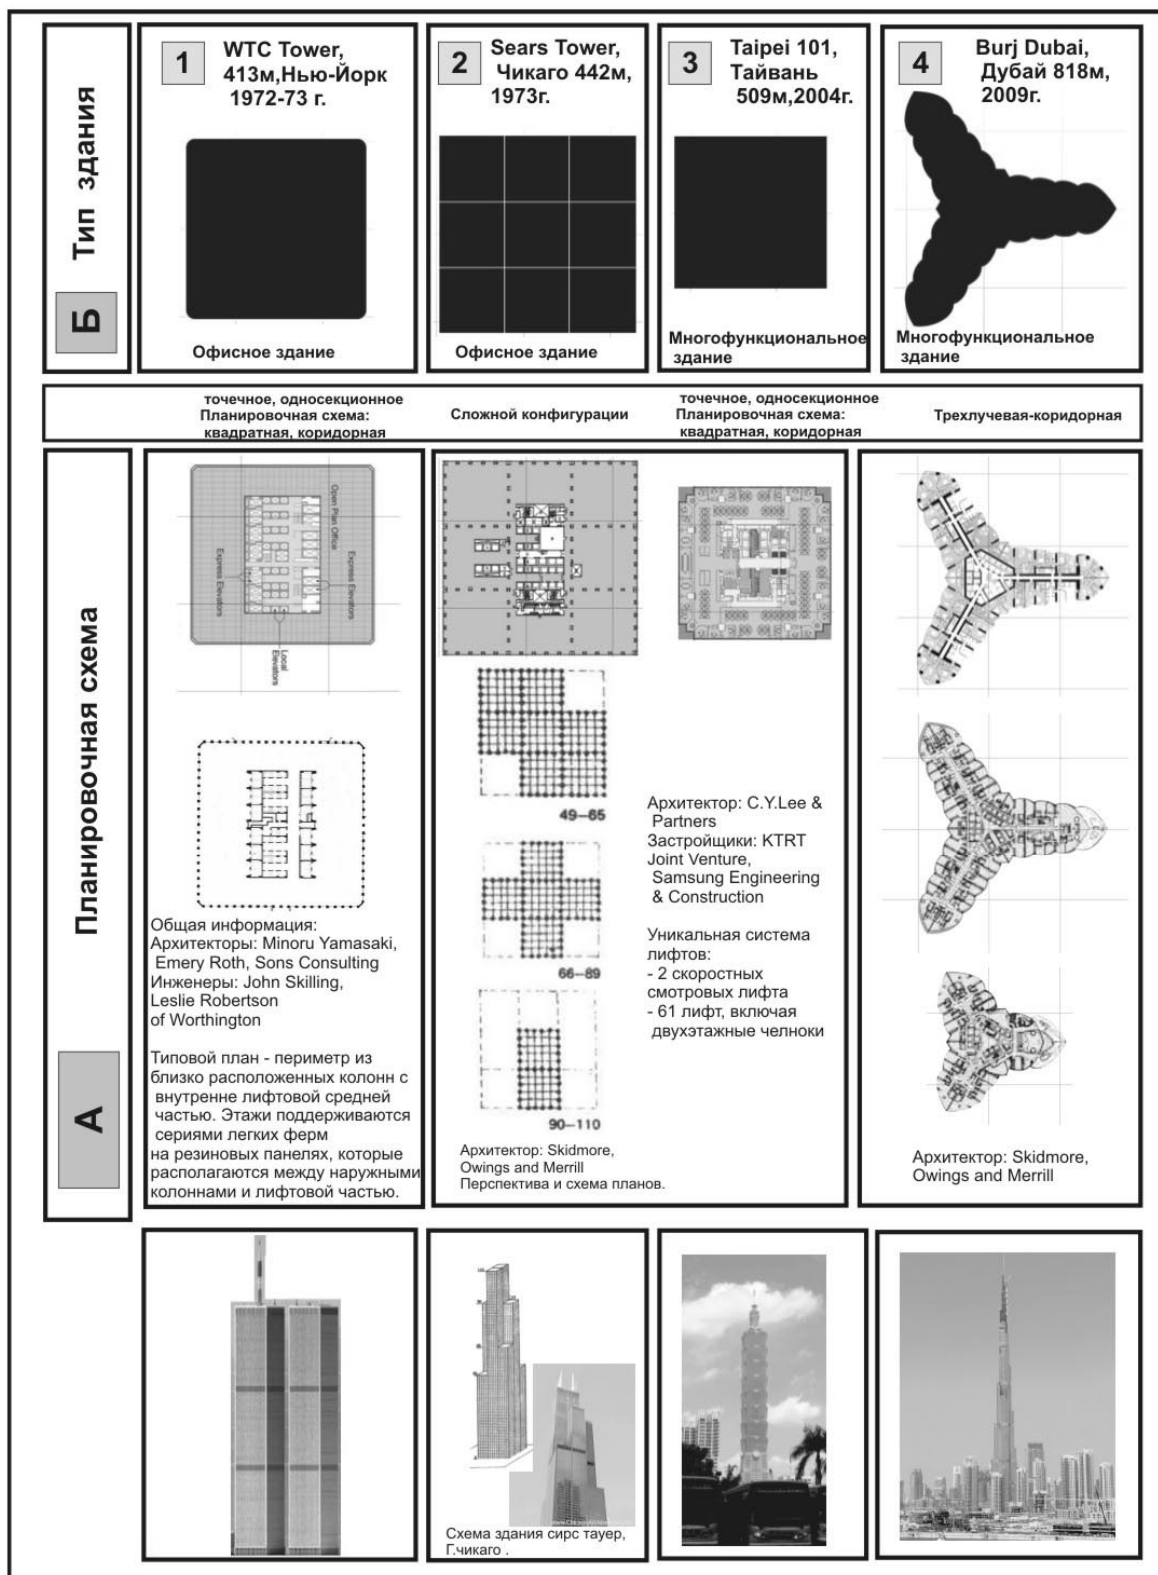 1
WTC Tower,
413м,Нью-Йорк
1972-73 г.
Офисное здание
2
Sears Tower,
Чикаго 442м,
1973г.
Офисное здание
3
Taipei 101,
Тайвань
509м,2004г.
Многофункциональное
здание
4
Burj Dubai,
Дубай 818м,
2009г.
Многофункциональное
здание
Б
Тип здания
точечное, односекционное
Планировочная схема:
квадратная, коридорная
Сложной конфигурации
точечное, односекционное
Планировочная схема:
квадратная, коридорная
Трехлучевая-коридорная
А
Планировочная схема
Open Plan Office
Express Elevators
Express Elevators
Local
Elevators
Общая информация:
Архитекторы: Minoru Yamasaki,
Emery Roth, Sons Consulting
Инженеры: John Skilling,
Leslie Robertson
of Worthington
Типовой план - периметр из
близко расположенных колонн с
внутренне лифтовой средней
частью. Этажи поддерживаются
сериями легких ферм
на резиновых панелях, которые
располагаются между наружными
колоннами и лифтовой частью.
49–65
66–89
90–110
Архитектор: Skidmore,
Owings and Merrill
Перспектива и схема планов.
Архитектор: C.Y.Lee &
Partners
Застройщики: KTRT
Joint Venture,
Samsung Engineering
& Construction
Уникальная система
лифтов:
- 2 скоростных
смотровых лифта
- 61 лифт, включая
двухэтажные челноки
Архитектор: Skidmore,
Owings and Merrill
Схема здания сирс тауер,
Г.чикаго .